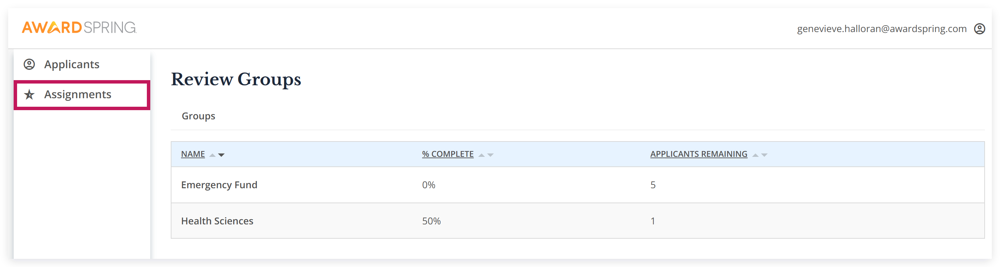 AWARDSPRING
genevieve.halloran@awardspring.com
Applicants
Assignments
Review Groups
Groups
NAME % COMPLETE APPLICANTS REMAINING
Emergency Fund 0% 5
Health Sciences 50% 1